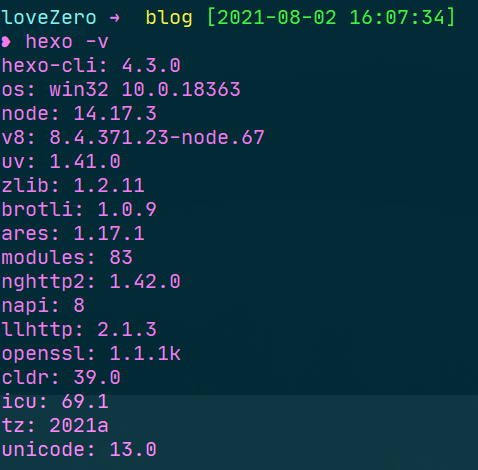 loveZero → blog [2021-08-02 16:07:34]
❥ hexo -v
hexo-cli: 4.3.0
os: win32 10.0.18363
node: 14.17.3
v8: 8.4.371.23-node.67
uv: 1.41.0
zlib: 1.2.11
brotli: 1.0.9
ares: 1.17.1
modules: 83
nghttp2: 1.42.0
napi: 8
llhttp: 2.1.3
openssl: 1.1.1k
cldr: 39.0
icu: 69.1
tz: 2021a
unicode: 13.0